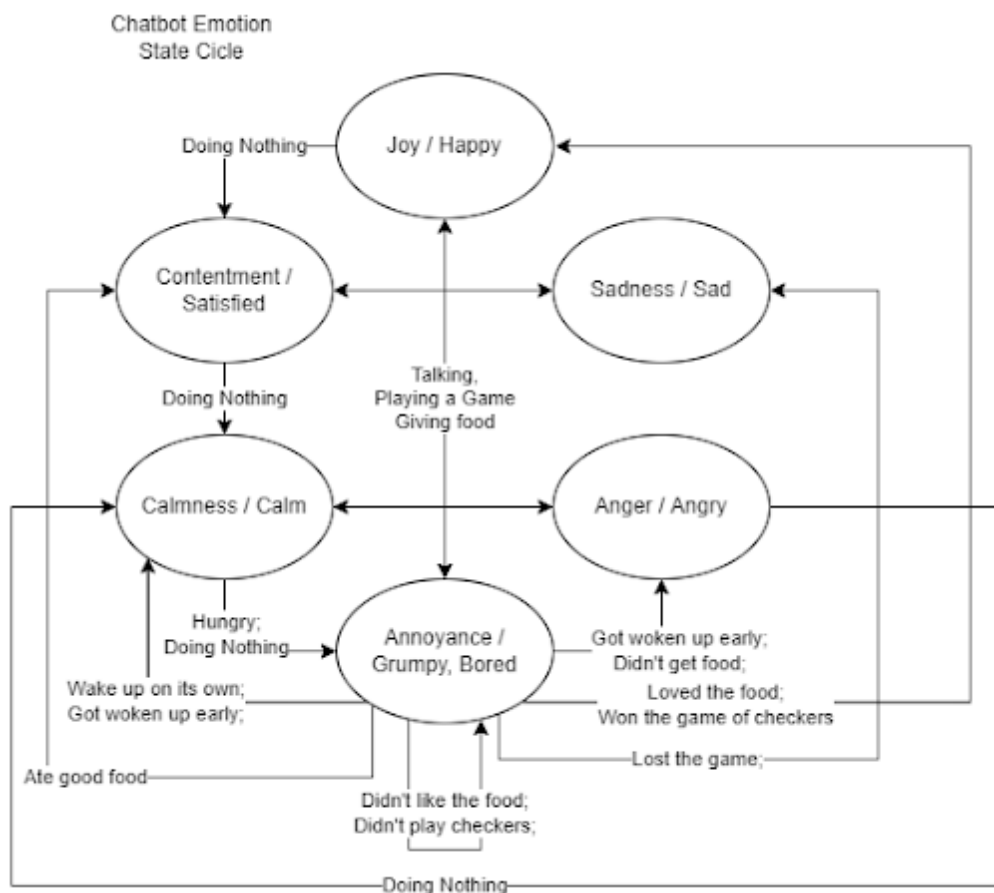 Chatbot Emotion
State Cicle
Doing Nothing
Joy / Happy
Contentment /
Satisfied
Sadness / Sad
Talking,
Playing a Game
Giving food
Doing Nothing
Calmness / Calm
Anger / Angry
Hungry;
Doing Nothing
Annoyance /
Grumpy, Bored
Got woken up early;
Didn't get food;
Wake up on its own;
Got woken up early;
Loved the food;
Won the game of checkers
Ate good food
Lost the game;
Didn't like the food;
Didn't play checkers;
Doing Nothing